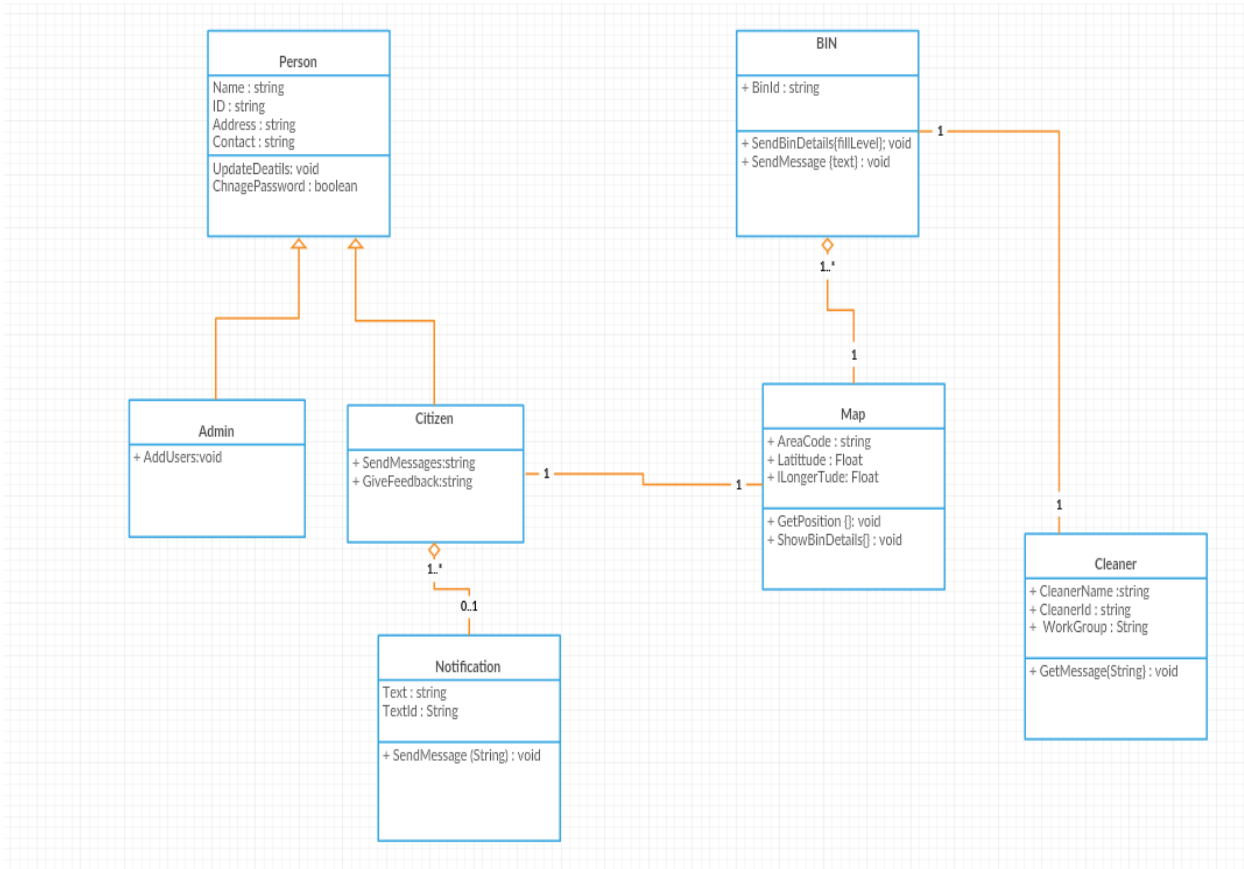 Person
Name : string
ID : string
Address : string
Contact : string
UpdateDeatils: void
ChnagePassword : boolean
BIN
+ BinId : string
+ SendBinDetails{fillLevel}; void
+ SendMessage {text} : void
1
1..*
1
Admin
+ AddUsers:void
Citizen
+ SendMessages:string
+ GiveFeedback:string
1
1
Map
+ AreaCode : string
+ Latittude : Float
+ lLongerTude: Float
+ GetPosition {}: void
+ ShowBinDetails{} : void
1
Cleaner
+ CleanerName :string
+ CleanerId : string
+ WorkGroup : String
+ GetMessage{String} : void
1..*
0..1
Notification
Text : string
TextId : String
+ SendMessage (String) : void